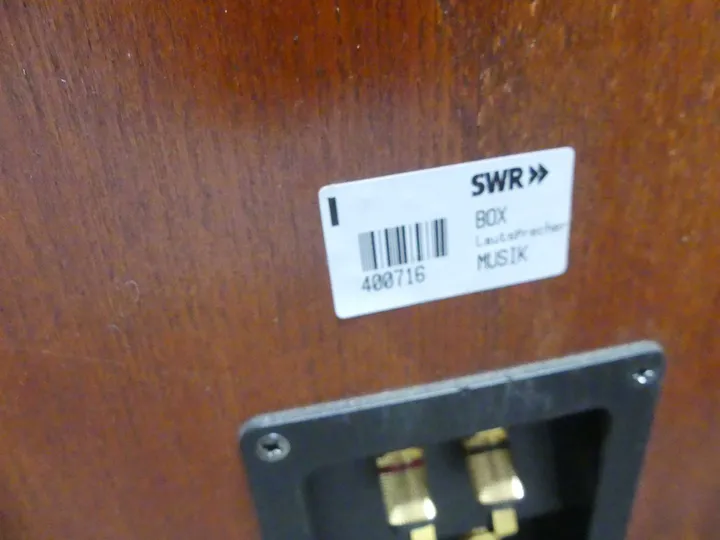 SWR
BOX
Lautsprecher
MUSIK
400716